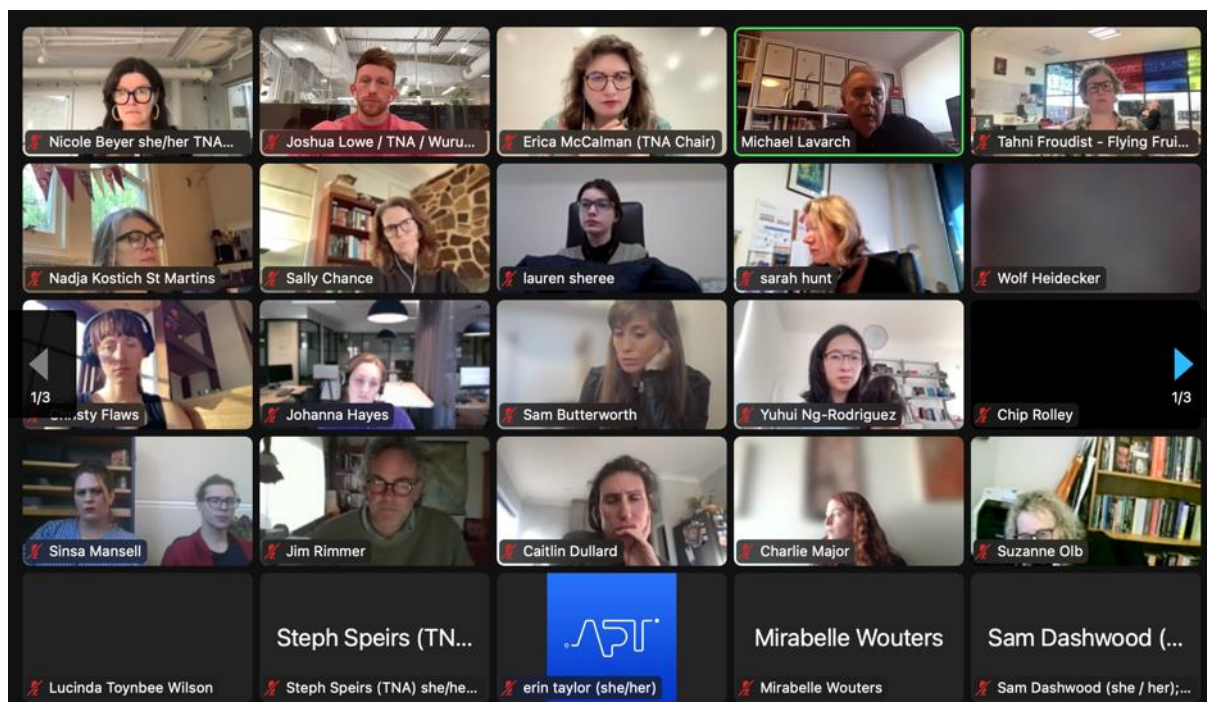 Nicole Beyer she/her TNA...
Joshua Lowe / TNA / Wuru...
Erica McCalman (TNA Chair)
Michael Lavarch
Tahni Froudist - Flying Frui...
Nadja Kostich St Martins
Sally Chance
lauren sheree
sarah hunt
Wolf Heidecker
1/3
Christy Flaws
Johanna Hayes
Sam Butterworth
Yuhui Ng-Rodriguez
Chip Rolley
1/3
Sinsa Mansell
Jim Rimmer
Caitlin Dullard
Charlie Major
Suzanne Olb
Steph Speirs (TN...
APT
Mirabelle Wouters
Sam Dashwood (...
Lucinda Toynbee Wilson
Steph Speirs (TNA) she/he...
erin taylor (she/her)
Mirabelle Wouters
Sam Dashwood (she / her);...